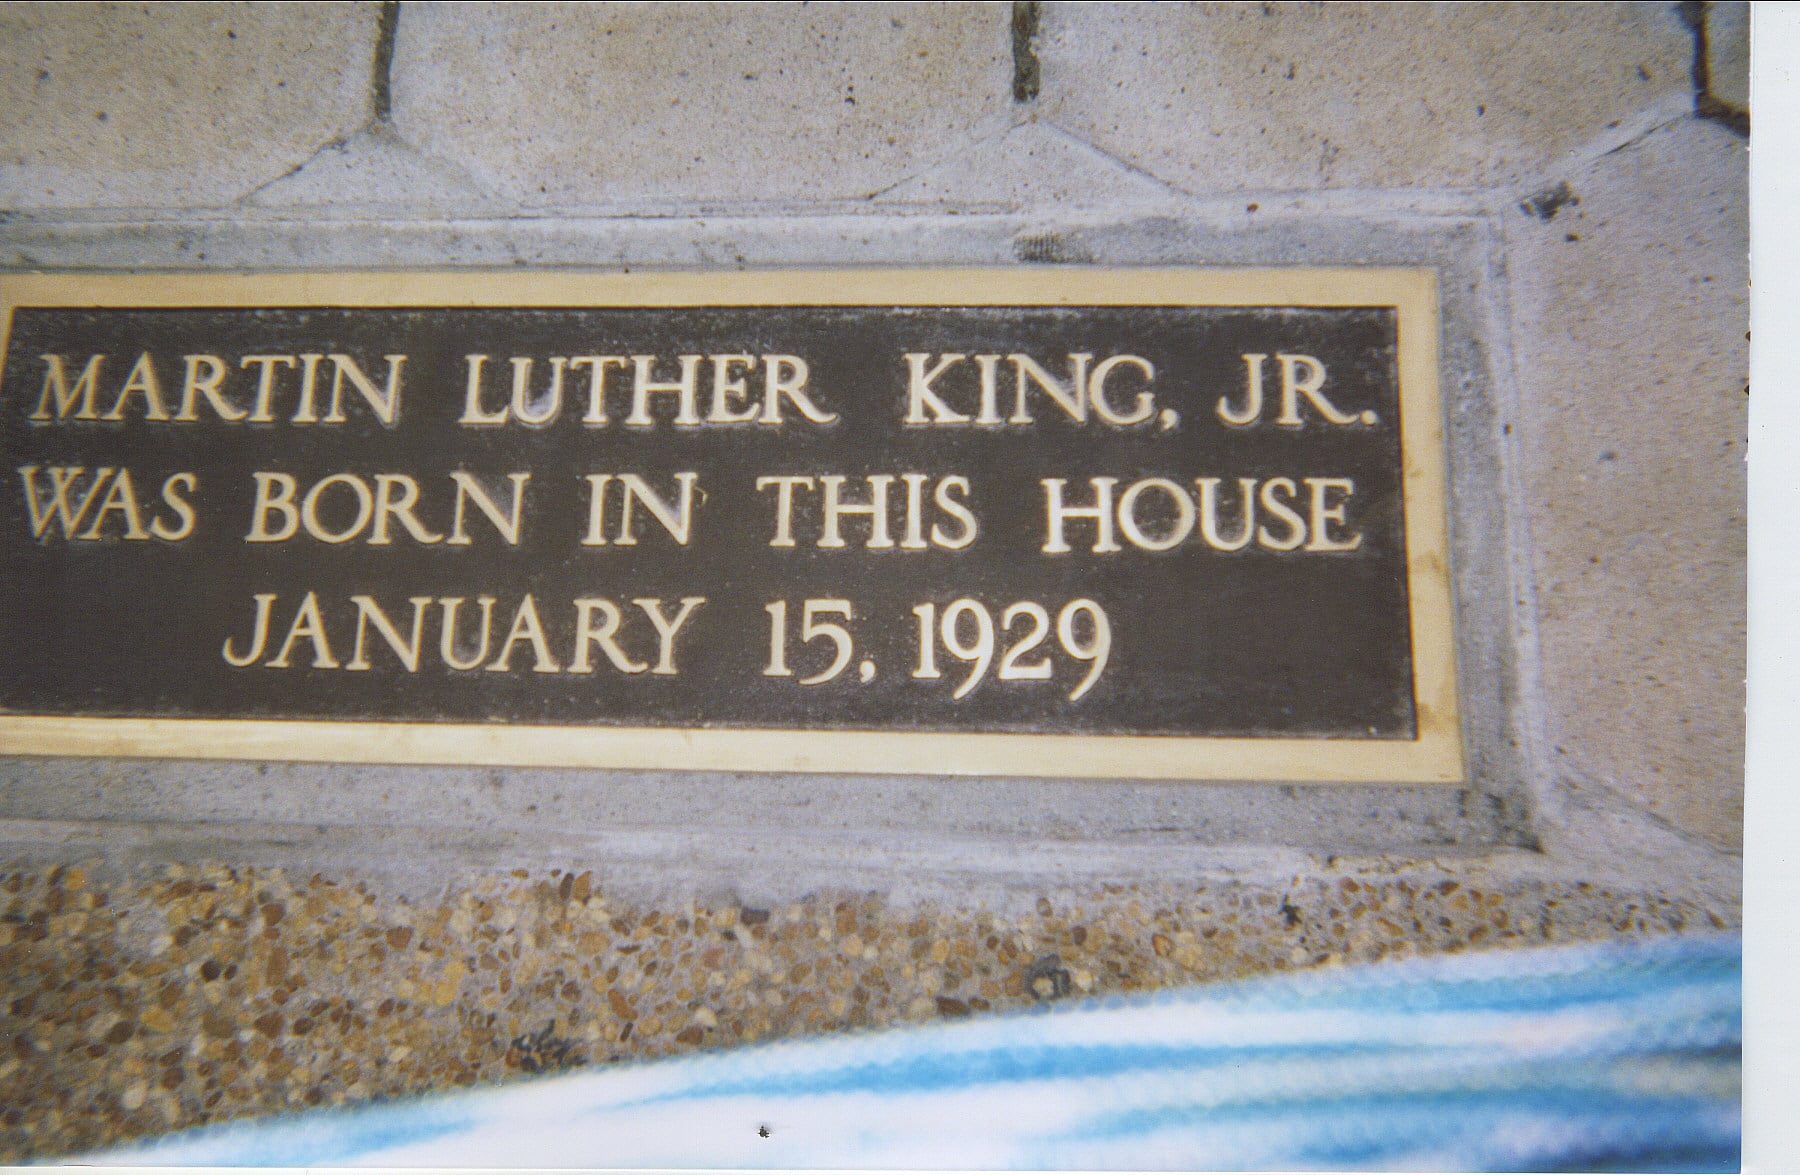 MARTIN LUTHER KING, JR.
WAS BORN IN THIS HOUSE
JANUARY 15, 1929